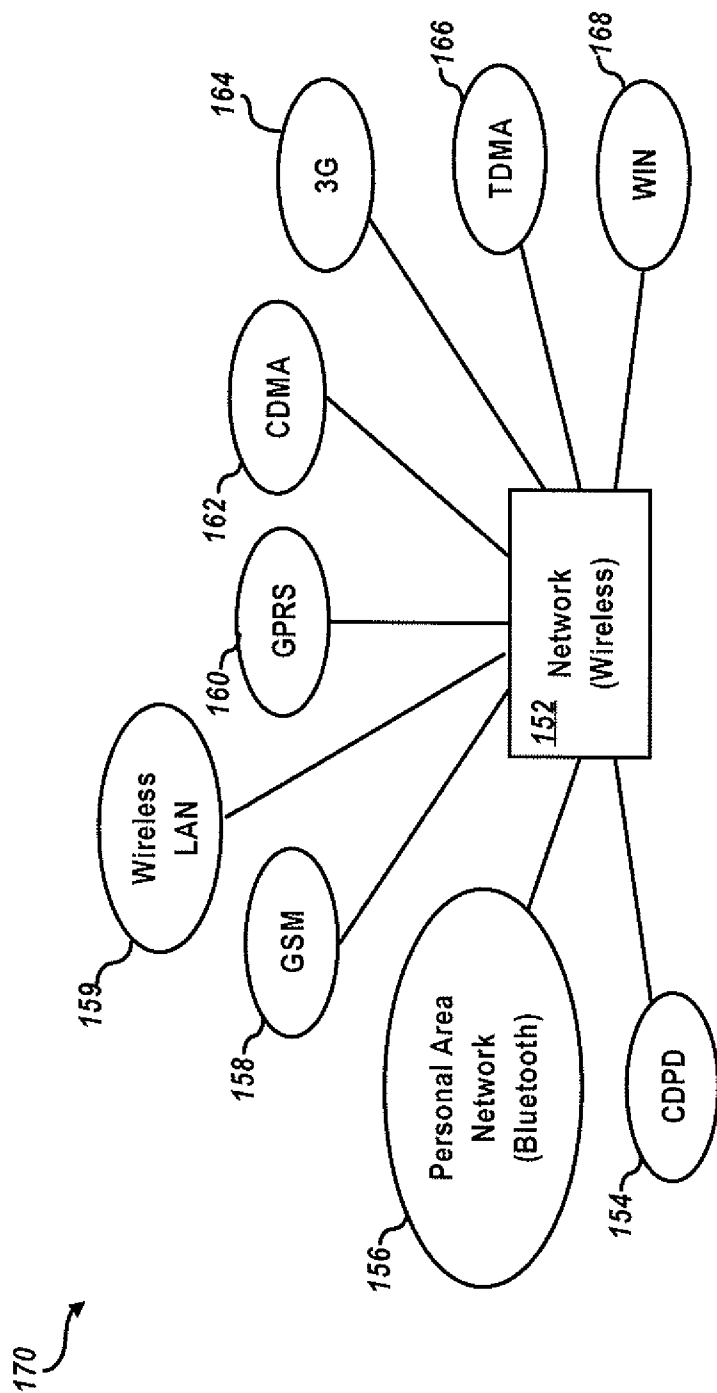 170
159
Wireless
LAN
160
GPRS
162
CDMA
164
3G
158
GSM
166
TDMA
156
Personal Area
Network
(Bluetooth)
168
WIN
154
CDPD
152
Network
(Wireless)